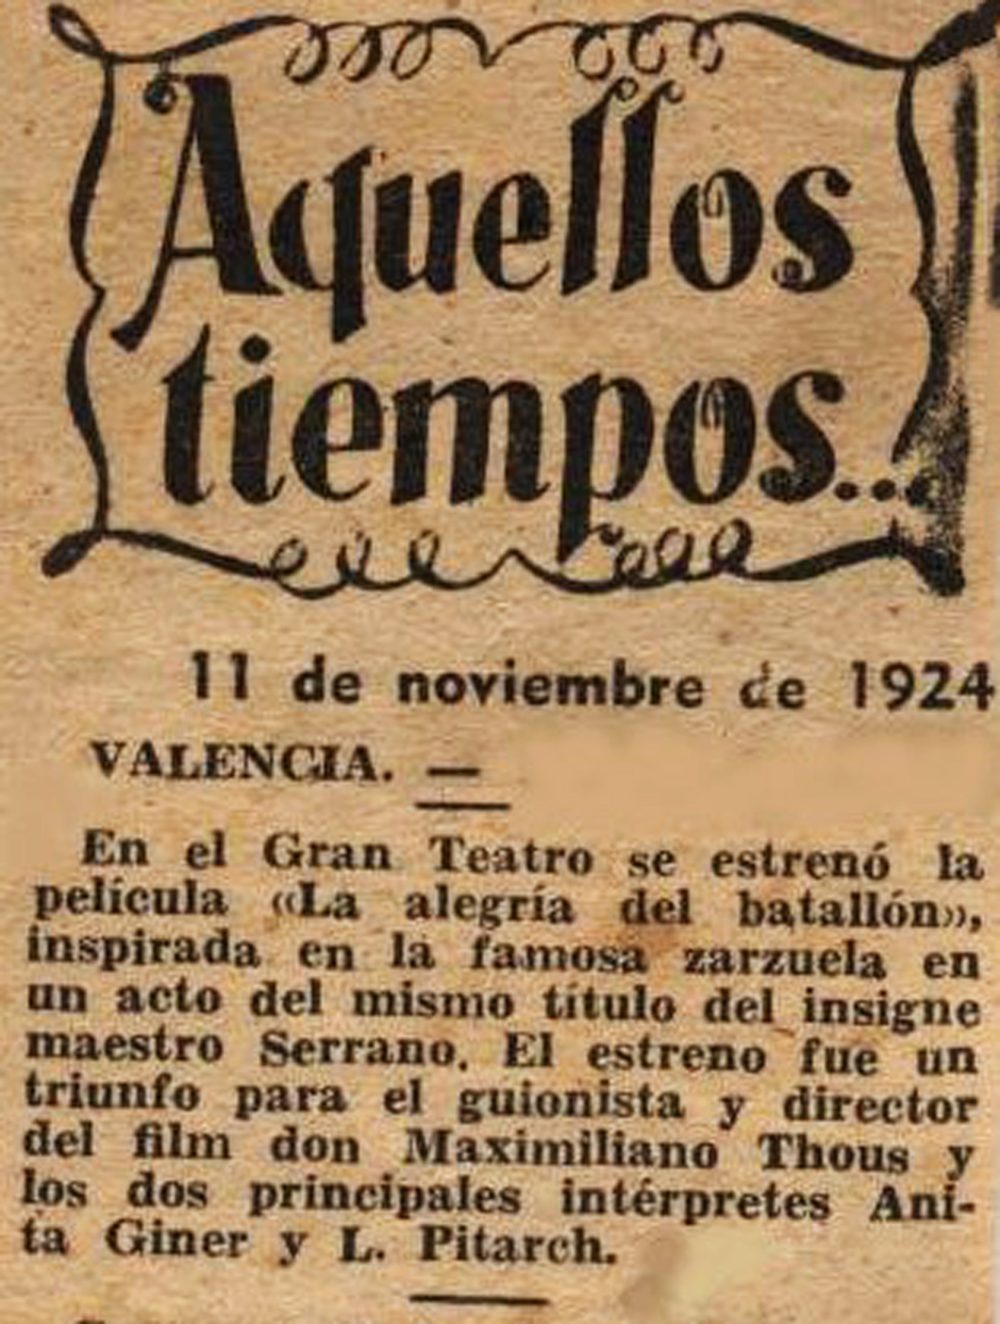 Aquellos
tiempos...
11 de noviembre de 1924
VALENCIA. —
En el Gran Teatro se estrenó la
película «La alegría del batallón»,
inspirada en la famosa zarzuela en
un acto del mismo título del insigne
maestro Serrano. El estreno fue un
triunfo para el guionista y director
del film don Maximiliano Thous y
los dos principales intérpretes Ani-
ta Giner y L. Pitarch.